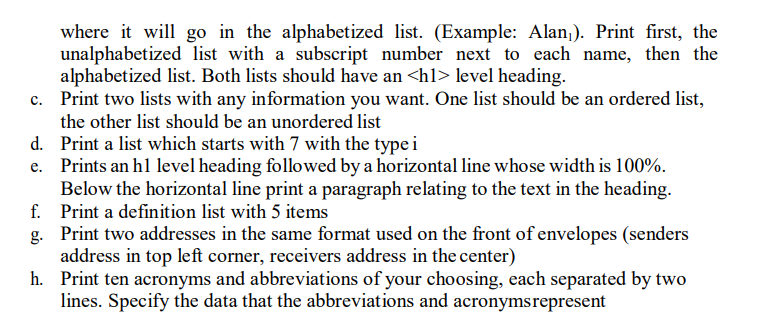 where it will go in the alphabetized list. (Example: Alan₁). Print first, the
unalphabetized list with a subscript number next to each name, then the
alphabetized list. Both lists should have an <h1> level heading.
c. Print two lists with any information you want. One list should be an ordered list,
the other list should be an unordered list
d. Print a list which starts with 7 with the type i
e. Prints an h1 level heading followed by a horizontal line whose width is 100%.
Below the horizontal line print a paragraph relating to the text in the heading.
f. Print a definition list with 5 items
g. Print two addresses in the same format used on the front of envelopes (senders
address in top left corner, receivers address in the center)
h. Print ten acronyms and abbreviations of your choosing, each separated by two
lines. Specify the data that the abbreviations and acronymsrepresent